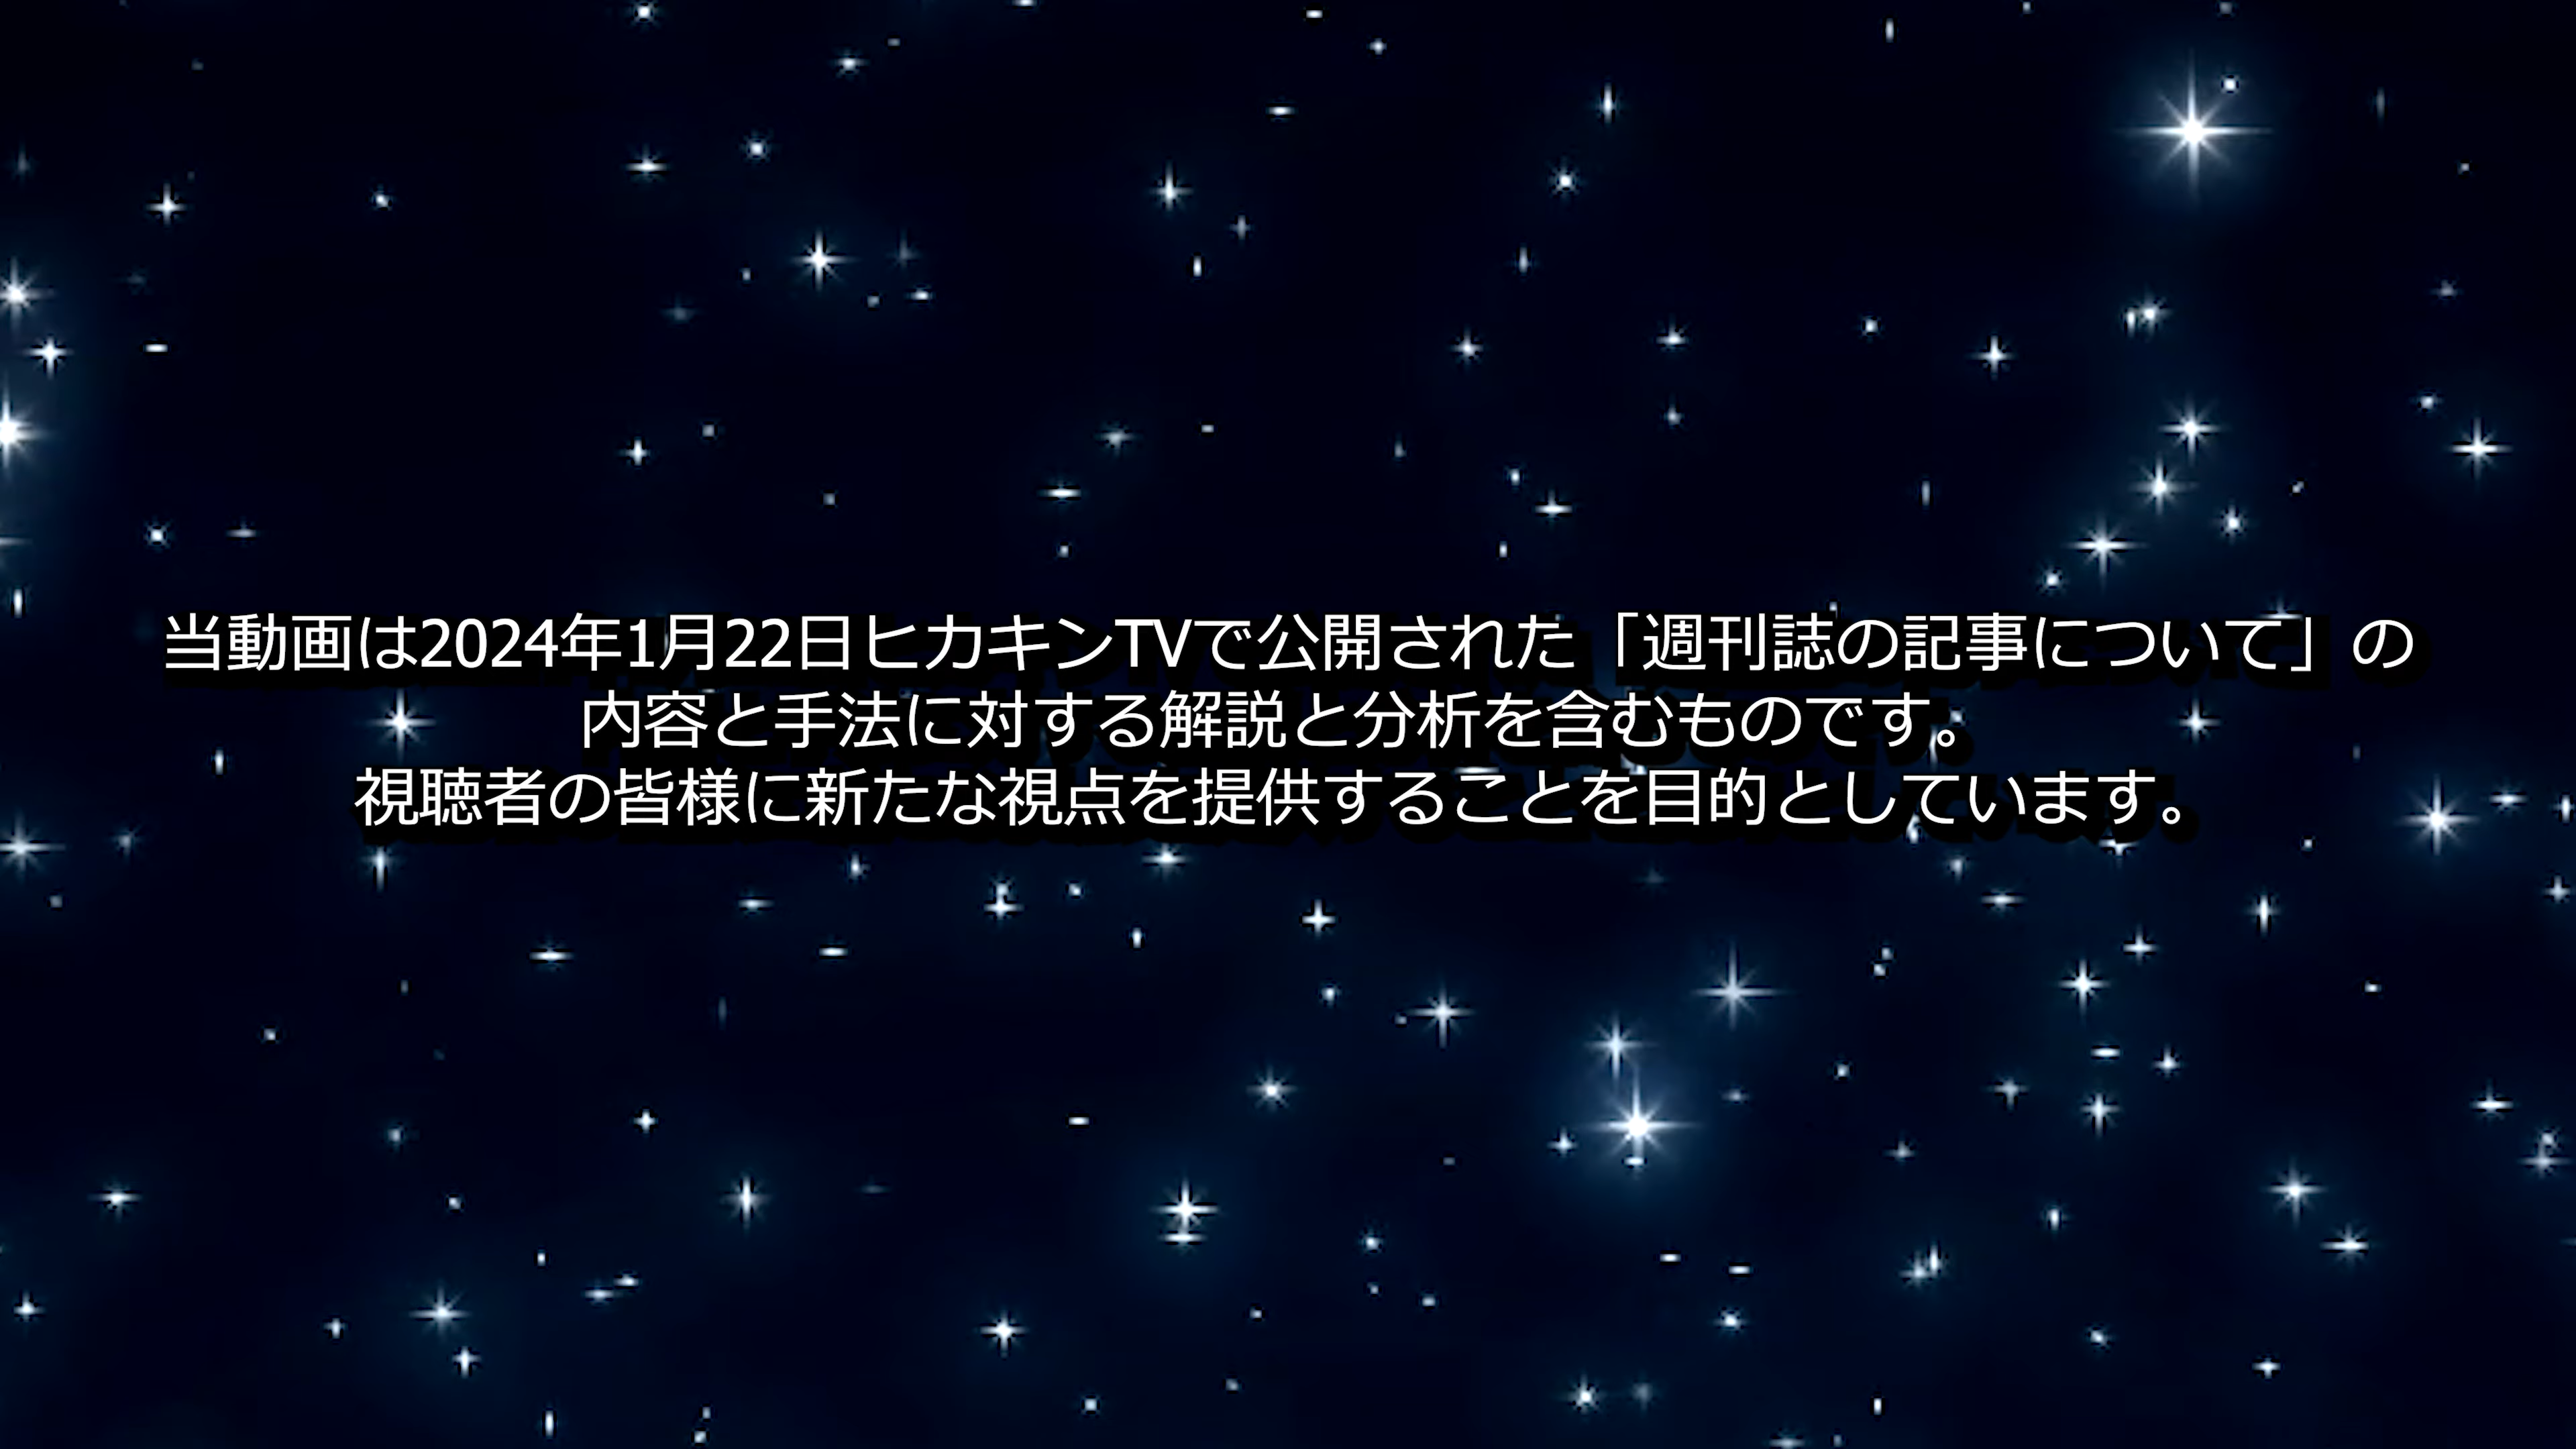 当動画は2024年1月22日ヒカキンTVで公開された「週刊誌の記事について」の
内容と手法に対する解説と分析を含むものです。
視聴者の皆様に新たな視点を提供することを目的としています。